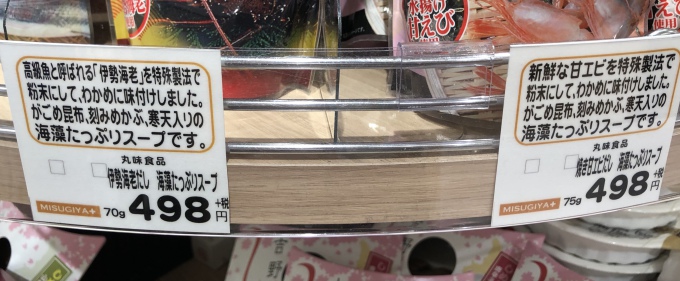 高級魚と呼ばれる「伊勢海老」を特殊製法で
粉末にして、わかめに味付けしました。
がごめ昆布、刻みめかぶ、寒天入りの
海藻たっぷりスープです。
丸味食品
伊勢海老だし 海藻たっぷりスープ
MISUGIYA+
70g
498
+税
円
新鮮な甘エビを特殊製法で
粉末にして、わかめに味付けしました。
がごめ昆布、刻みめかぶ、寒天入りの
海藻たっぷりスープです。
丸味食品
焼き甘エビだし 海藻たっぷりスープ
MISUGIYA+
75g
498
+税
円
吉野